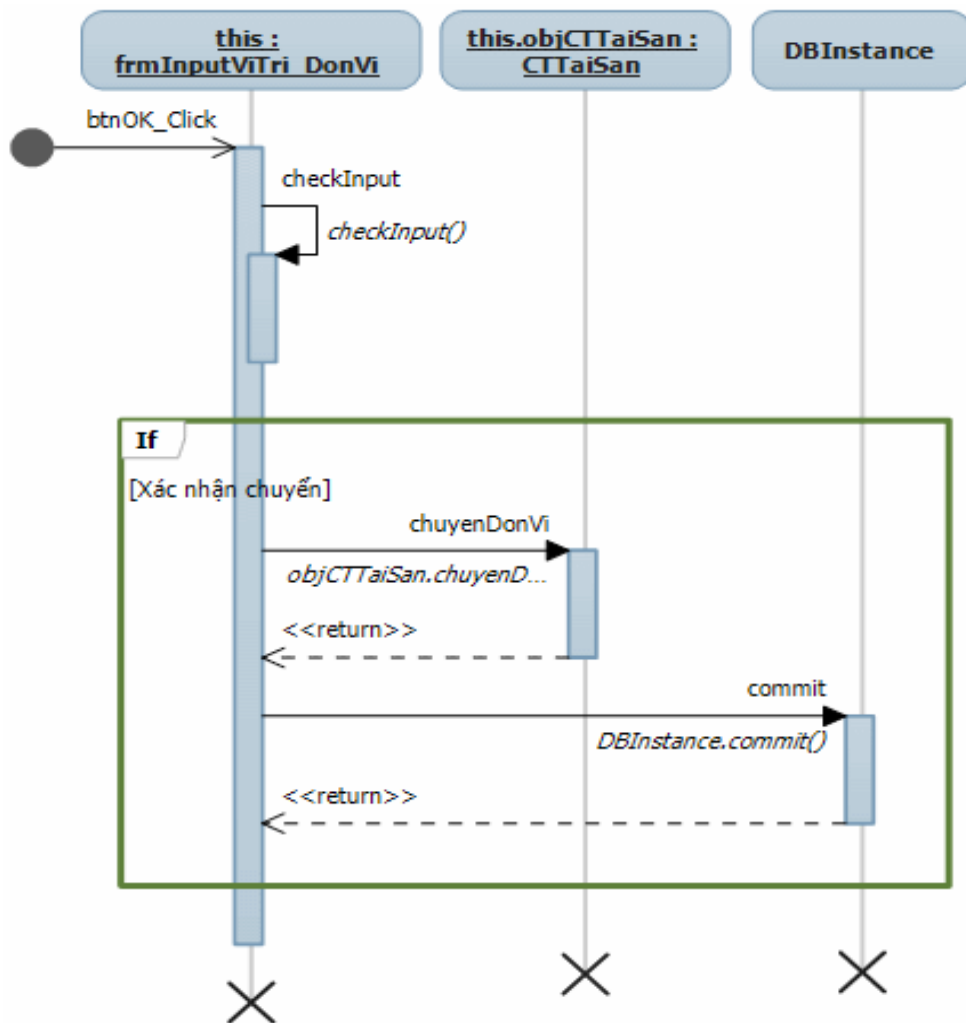 this :
frmInputViTri_DonVi
this.objCTTaiSan :
CTTaiSan
DBInstance
btnOK_Click
checkInput
checkInput()
If
[Xác nhận chuyển]
chuyenDonVi
objCTTaiSan.chuyenD...
<<return>>
commit
DBInstance.commit()
<<return>>